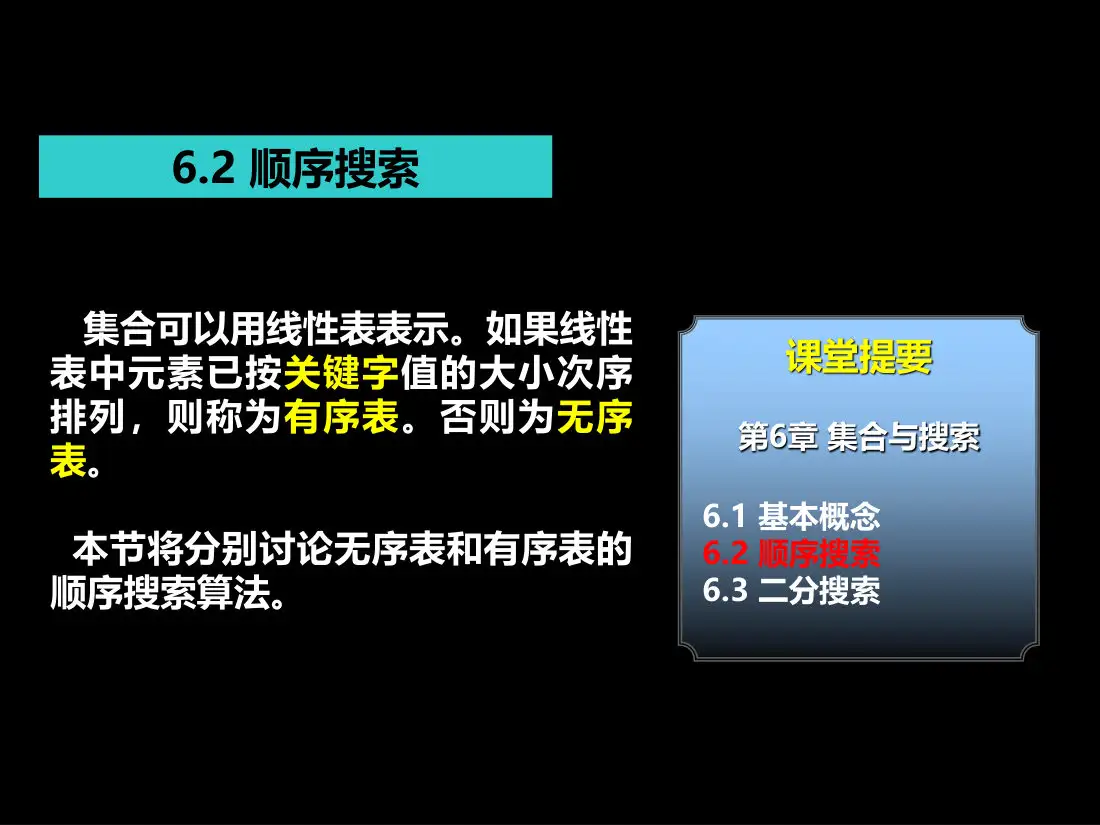 6.2 顺序搜索
集合可以用线性表表示。如果线性
表中元素已按关键字值的大小次序
排列，则称为有序表。否则为无序
表。
本节将分别讨论无序表和有序表的
顺序搜索算法。
课堂提要
第6章 集合与搜索
6.1 基本概念
6.2 顺序搜索
6.3 二分搜索